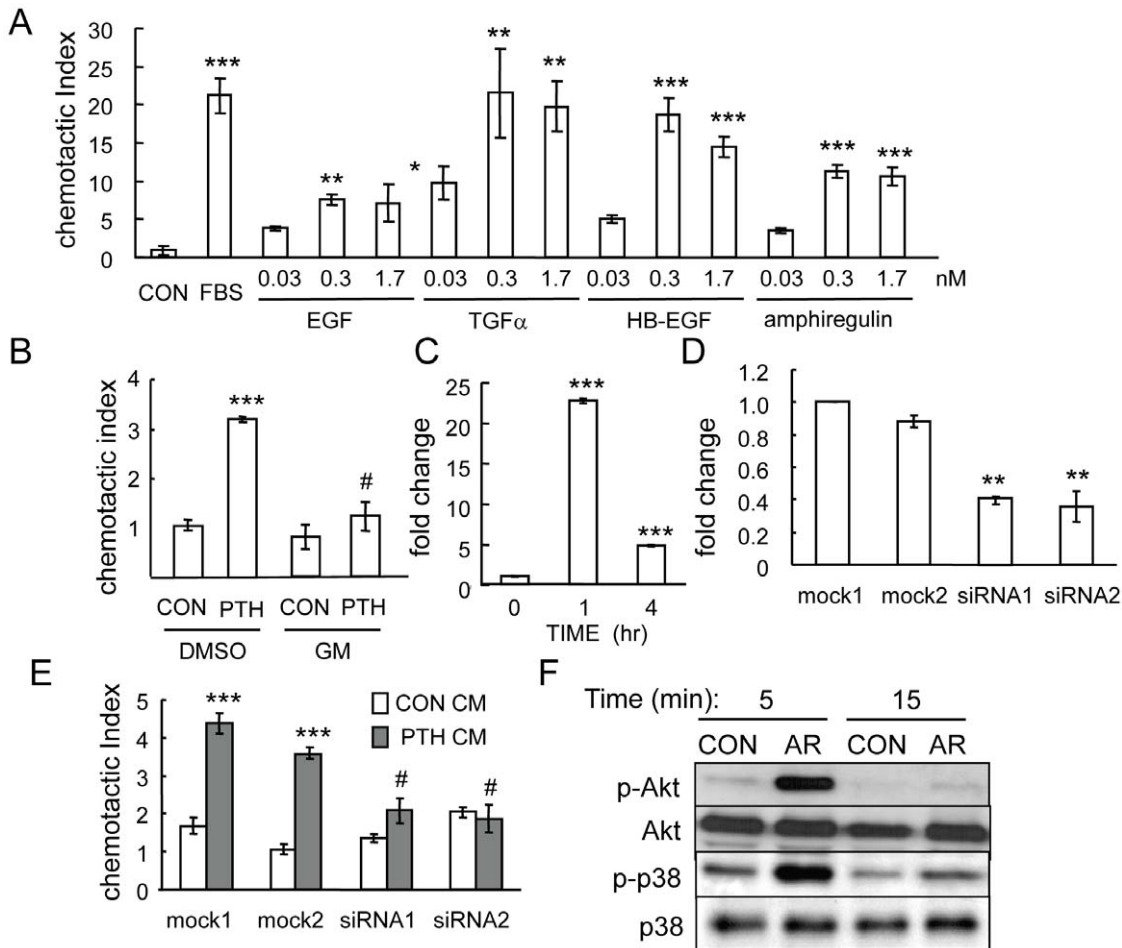 A
chemotactic Index
30
25
20
15
10
5
0
***
**
*
**
**
***
***
***
***
CON FBS 0.03 0.3 1.7 0.03 0.3 1.7 0.03 0.3 1.7 0.03 0.3 1.7 nM
EGF TGFα HB-EGF amphiregulin
B
chemotactic index
4
3
2
1
***
#
CON PTH CON PTH
DMSO GM
C
fold change
25
20
15
10
5
0
***
***
0 1 4
TIME (hr)
D
fold change
1.2
1.0
0.8
0.6
0.4
0.2
0
**
**
mock1 mock2 siRNA1 siRNA2
E
chemotactic Index
5
4
3
2
1
0
***
***
#
#
CON CM
PTH CM
mock1 mock2 siRNA1 siRNA2
F
Time (min): 5 15
CON AR CON AR
p-Akt
Akt
p-p38
p38